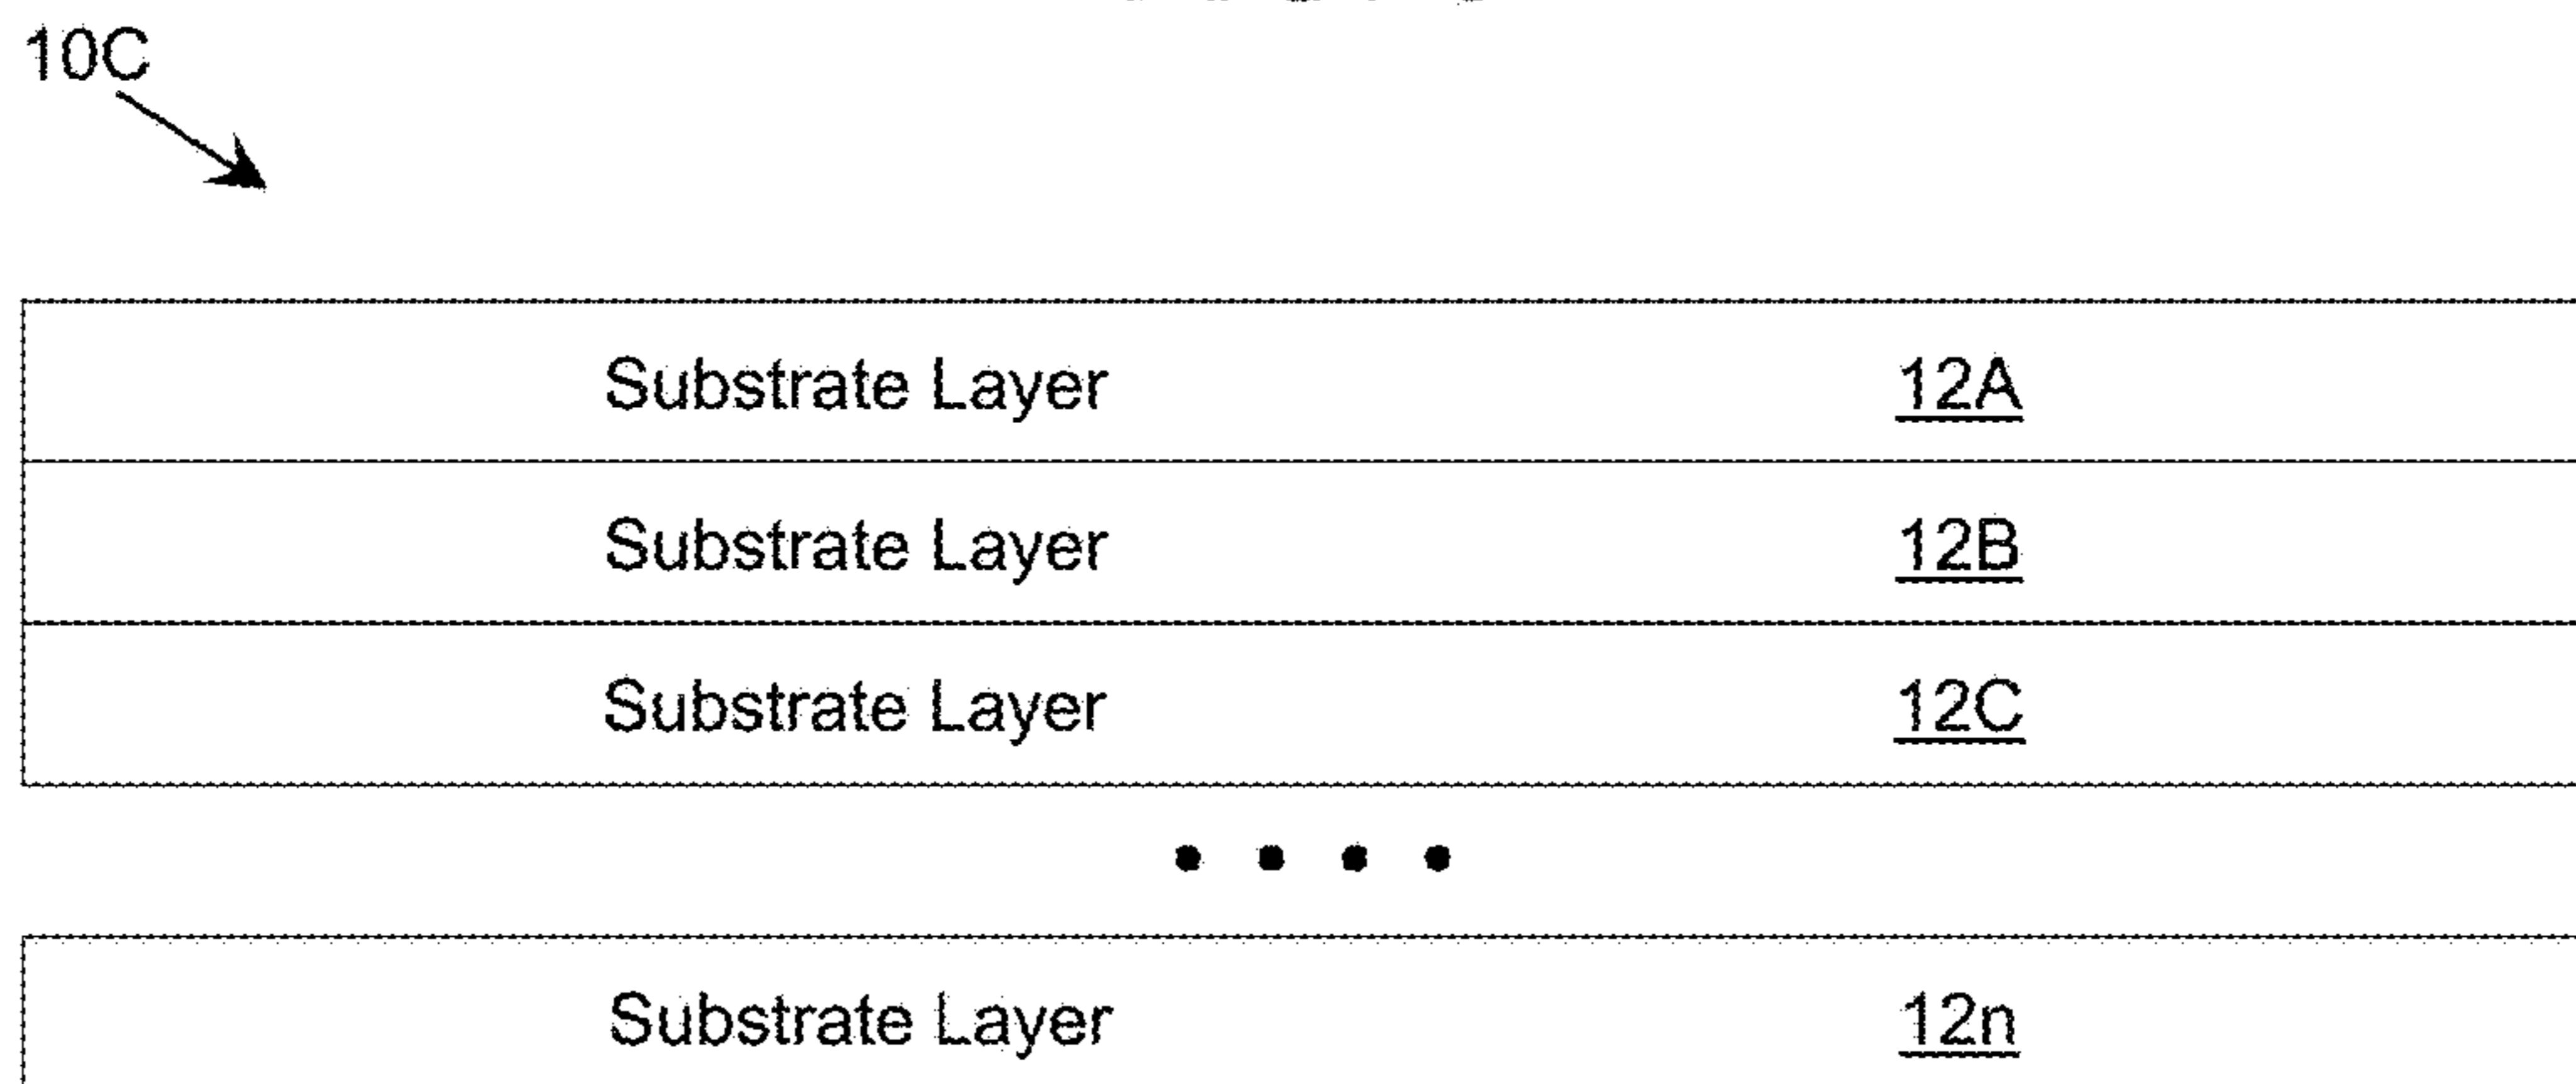 10C
Substrate Layer 12A
Substrate Layer 12B
Substrate Layer 12C
Substrate Layer 12n